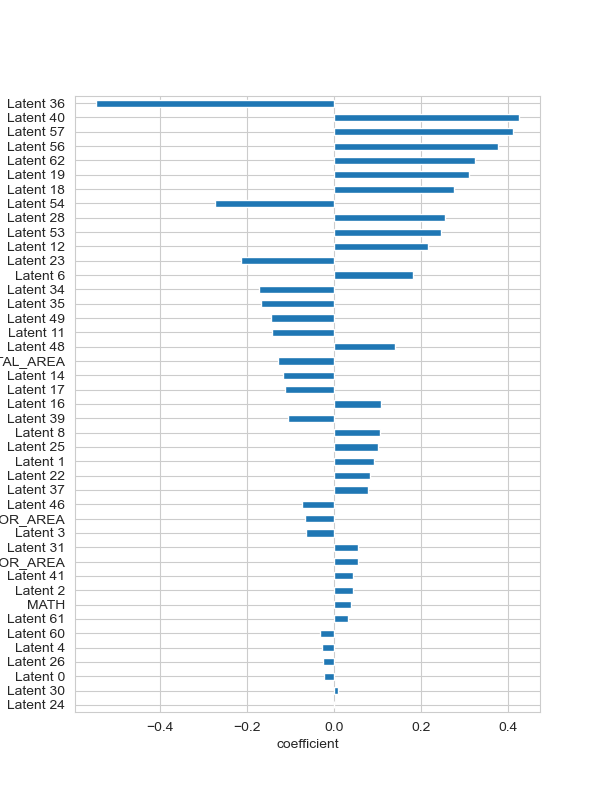 Latent 36
Latent 40
Latent 57
Latent 56
Latent 62
Latent 19
Latent 18
Latent 54
Latent 28
Latent 53
Latent 12
Latent 23
Latent 6
Latent 34
Latent 35
Latent 49
Latent 11
Latent 48
TAL_AREA
Latent 14
Latent 17
Latent 16
Latent 39
Latent 8
Latent 25
Latent 1
Latent 22
Latent 37
Latent 46
OR_AREA
Latent 3
Latent 31
OR_AREA
Latent 41
Latent 2
MATH
Latent 61
Latent 60
Latent 4
Latent 26
Latent 0
Latent 30
Latent 24
−0.4 −0.2 0.0 0.2 0.4
coefficient